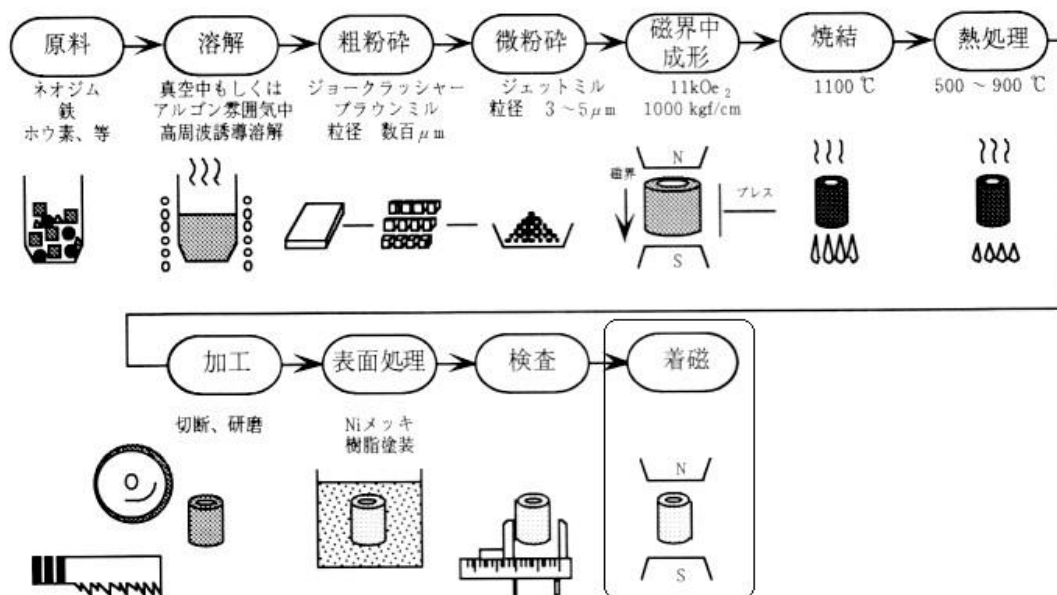 原料
溶解
粗粉砕
微粉砕
磁界中
成形
焼結
熱処理
ネオジム
鉄
ホウ素、等
真空中もしくは
アルゴン雰囲気中
高周波誘導溶解
ジョークラッシャー
ブラウンミル
粒径 数百μm
ジェットミル
粒径 3～5μm
11kOe 2
1000 kgf/cm
1100 ℃
500 ～ 900 ℃
磁界
N
プレス
S
加工
表面処理
検査
着磁
切断、研磨
Niメッキ
樹脂塗装
N
S